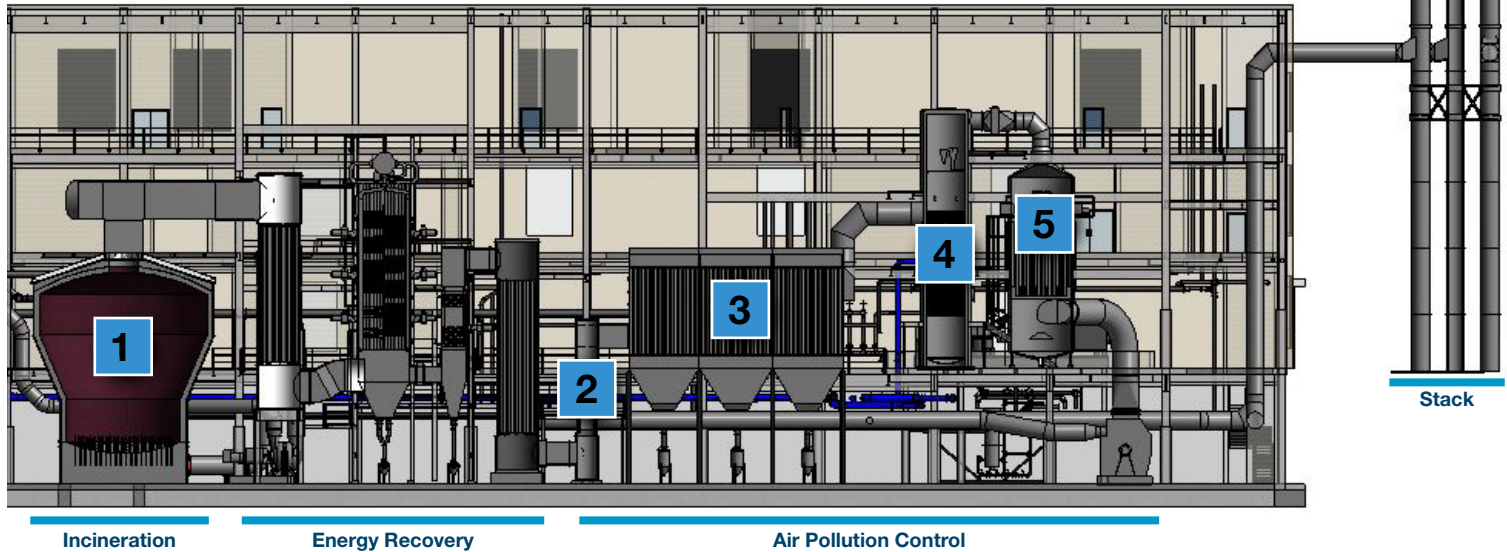 1
2
3
4
5
Stack
Incineration
Energy Recovery
Air Pollution Control